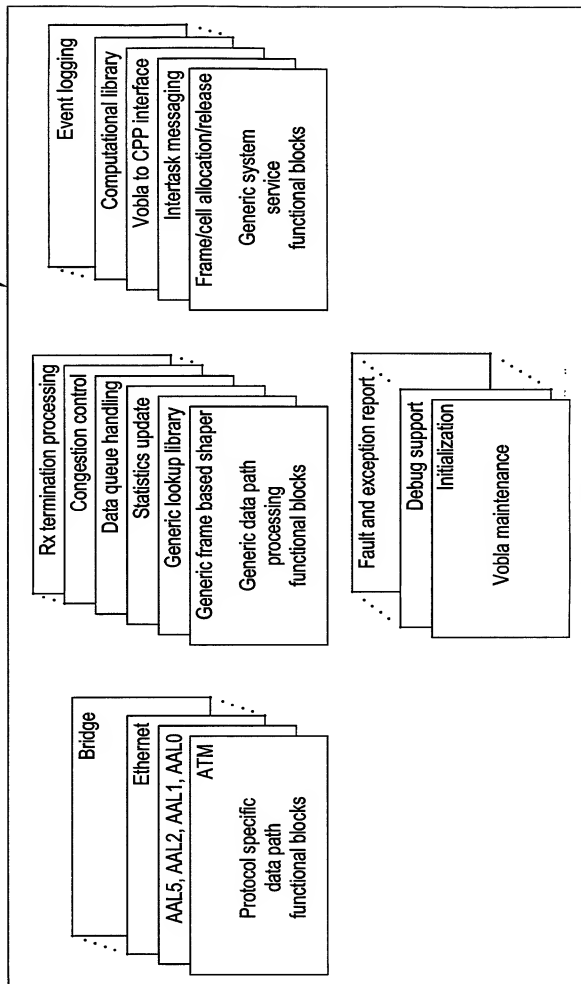 Bridge
Ethernet
AAL5, AAL2, AAL1, AAL0
ATM
Protocol specific
data path
functional blocks
Rx termination processing
Congestion control
Data queue handling
Statistics update
Generic lookup library
Generic frame based shaper
Generic data path
processing
functional blocks
Event logging
Computational library
Vobla to CPP interface
Intertask messaging
Frame/cell allocation/release
Generic system
service
functional blocks
Fault and exception report
Debug support
Initialization
Vobla maintenance